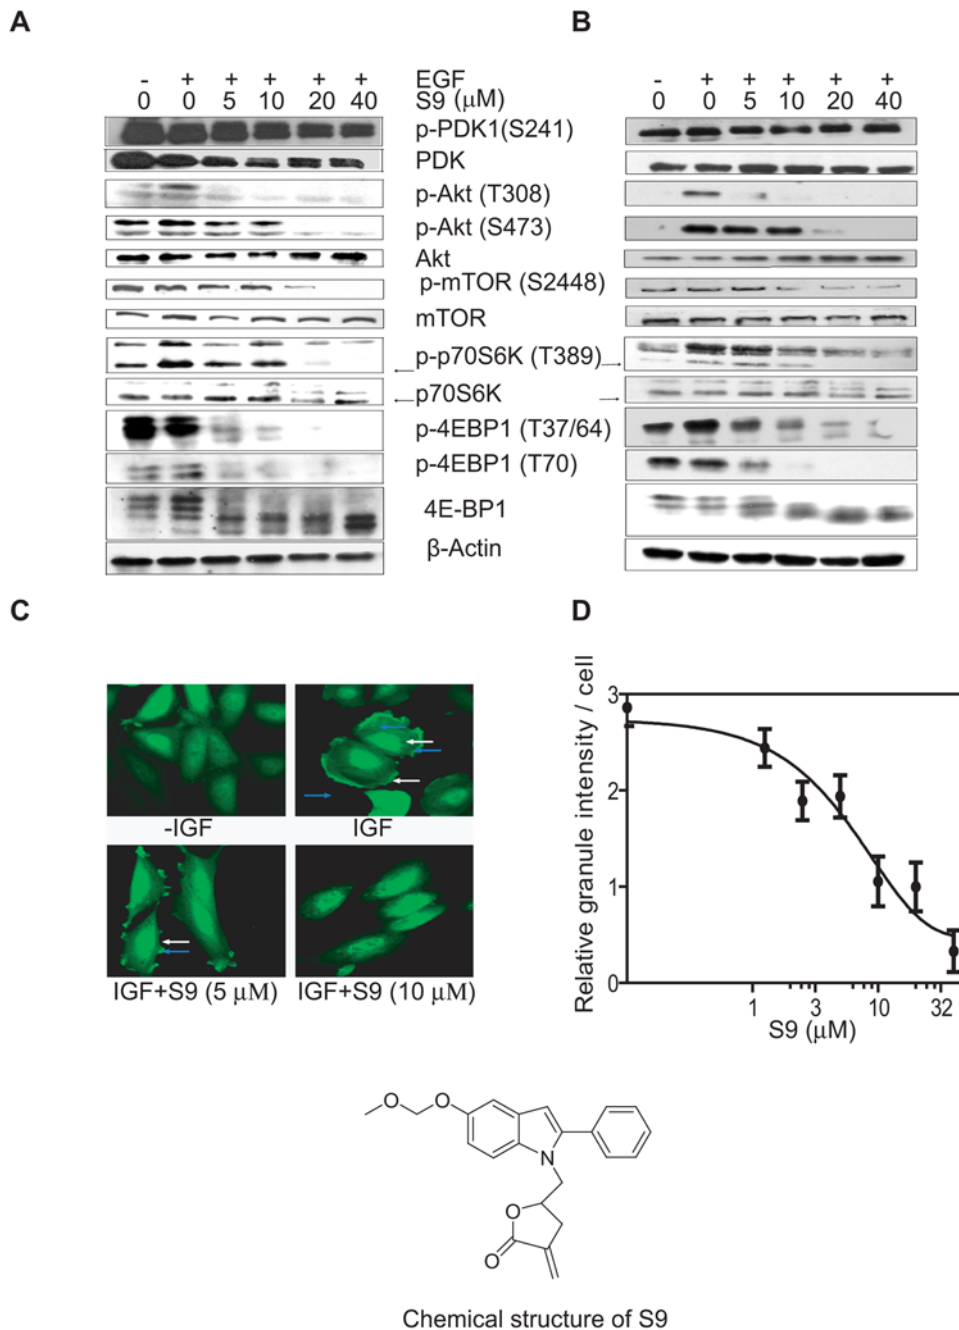 A
B
- + + + + + EGF - + + + + +
0 0 5 10 20 40 S9 (μM) 0 0 5 10 20 40
p-PDK1(S241)
PDK
p-Akt (T308)
p-Akt (S473)
Akt
p-mTOR (S2448)
mTOR
p-p70S6K (T389)
p70S6K
p-4EBP1 (T37/64)
p-4EBP1 (T70)
4E-BP1
β-Actin
C
D
-IGF
IGF
IGF+S9 (5 μM)
IGF+S9 (10 μM)
Relative granule intensity / cell
3
2
1
0
1 3 10 32
S9 (μM)
O
O
N
O
O
Chemical structure of S9